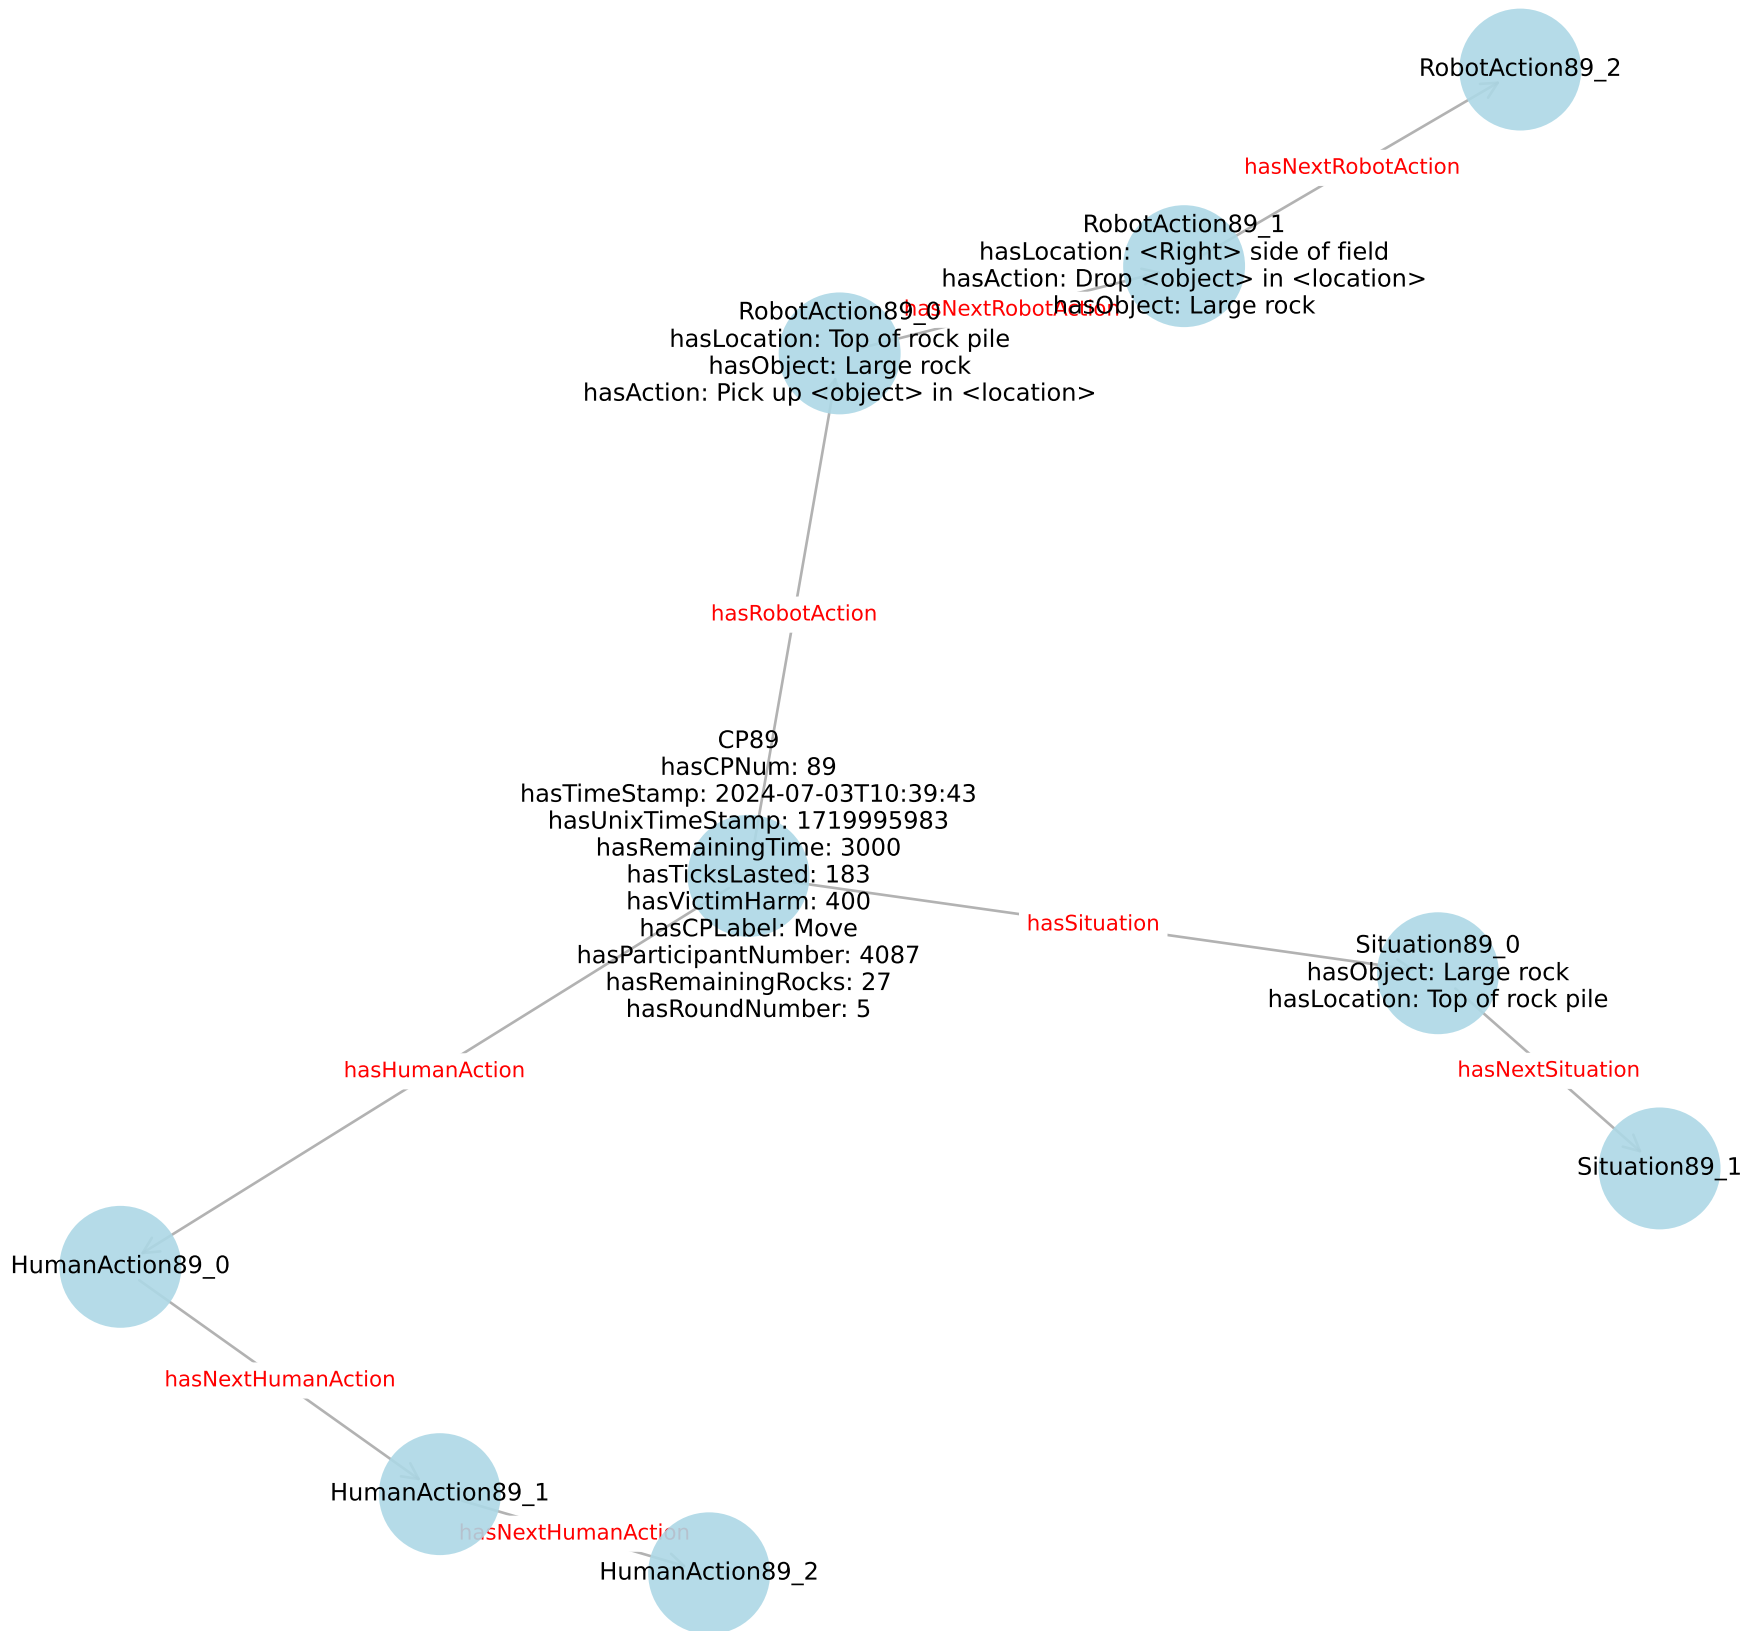 RobotAction89_2
hasNextRobotAction
RobotAction89_1
hasLocation: <Right> side of field
hasAction: Drop <object> in <location>
hasObject: Large rock
hasNextRobotAction
RobotAction89_0
hasLocation: Top of rock pile
hasObject: Large rock
hasAction: Pick up <object> in <location>
hasRobotAction
CP89
hasCPNum: 89
hasTimeStamp: 2024-07-03T10:39:43
hasUnixTimeStamp: 1719995983
hasRemainingTime: 3000
hasTicksLasted: 183
hasVictimHarm: 400
hasCPLabel: Move
hasParticipantNumber: 4087
hasRemainingRocks: 27
hasRoundNumber: 5
hasSituation
Situation89_0
hasObject: Large rock
hasLocation: Top of rock pile
hasNextSituation
Situation89_1
hasHumanAction
HumanAction89_0
hasNextHumanAction
HumanAction89_1
hasNextHumanAction
HumanAction89_2